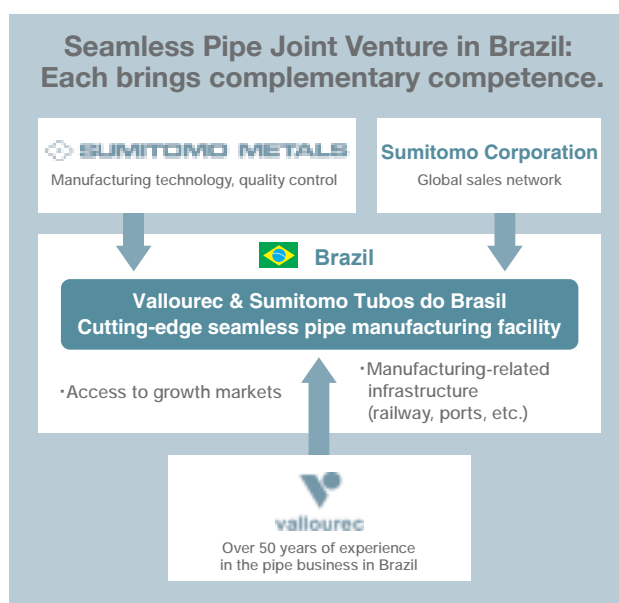 Seamless Pipe Joint Venture in Brazil:
Each brings complementary competence.
SUMITOMO METALS
Manufacturing technology, quality control
Sumitomo Corporation
Global sales network
Brazil
Vallourec & Sumitomo Tubos do Brasil
Cutting-edge seamless pipe manufacturing facility
・Access to growth markets
・Manufacturing-related
infrastructure
(railway, ports, etc.)
vallourec
Over 50 years of experience
in the pipe business in Brazil